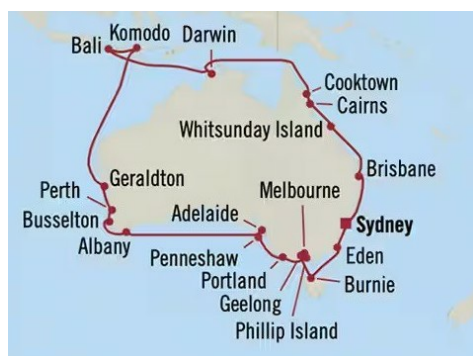 Bali
Komodo
Darwin
Cooktown
Cairns
Whitsunday Island
Brisbane
Geraldton
Melbourne
Perth
Adelaide
Sydney
Busselton
Albany
Eden
Penneshaw
Portland
Burnie
Geelong
Phillip Island